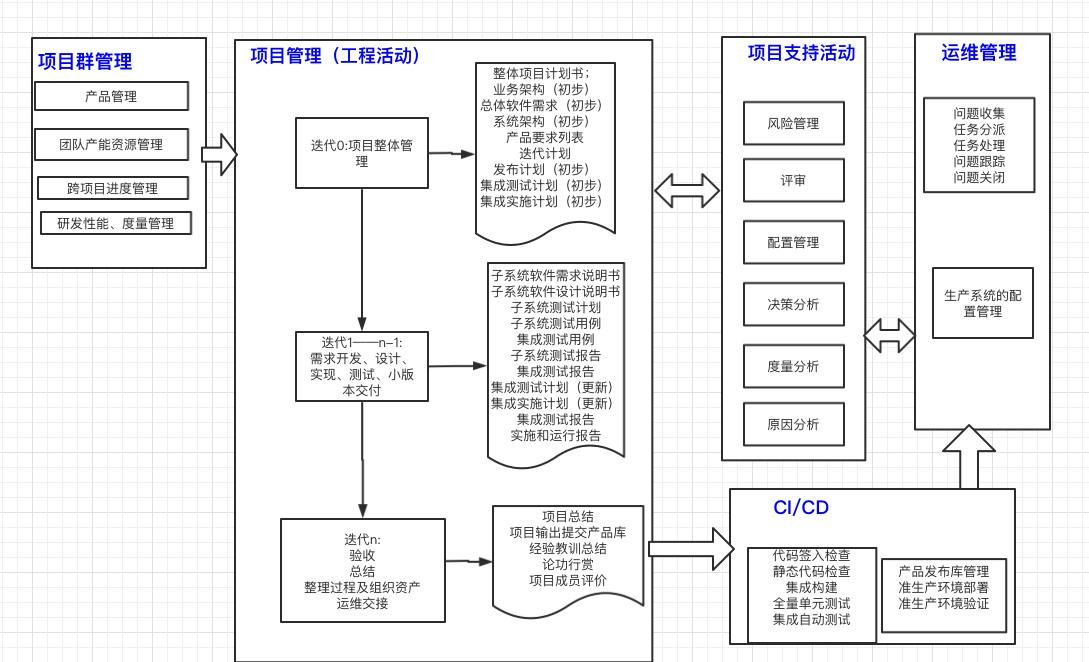 项目群管理
产品管理
团队产能资源管理
跨项目进度管理
研发性能、度量管理
项目管理（工程活动）
迭代0:项目整体管
理
整体项目计划书；
业务架构（初步）
总体软件需求（初步）
系统架构（初步）
产品要求列表
迭代计划
发布计划（初步）
集成测试计划（初步）
集成实施计划（初步）
迭代1——n–1:
需求开发、设计、
实现、测试、小版
本交付
子系统软件需求说明书
子系统软件设计说明书
子系统测试计划
子系统测试用例
集成测试用例
子系统测试报告
集成测试报告
集成测试计划（更新）
集成实施计划（更新）
集成测试报告
实施和运行报告
迭代n:
验收
总结
整理过程及组织资产
运维交接
项目总结
项目输出提交产品库
经验教训总结
论功行赏
项目成员评价
项目支持活动
风险管理
评审
配置管理
决策分析
度量分析
原因分析
运维管理
问题收集
任务分派
任务处理
问题跟踪
问题关闭
生产系统的配
置管理
CI/CD
代码签入检查
静态代码检查
集成构建
全量单元测试
集成自动测试
产品发布库管理
准生产环境部署
准生产环境验证